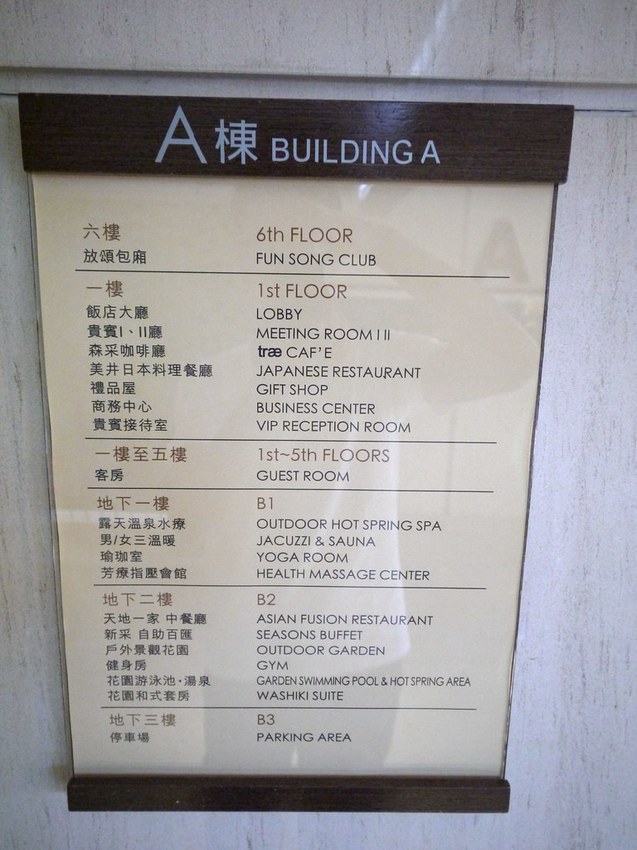 A棟 BUILDING A
六樓 6th FLOOR
放頌包廂 FUN SONG CLUB
一樓 1st FLOOR
飯店大廳 LOBBY
貴賓I、II廳 MEETING ROOM I II
森采咖啡廳 træ CAF'E
美井日本料理餐廳 JAPANESE RESTAURANT
禮品屋 GIFT SHOP
商務中心 BUSINESS CENTER
貴賓接待室 VIP RECEPTION ROOM
一樓至五樓 1st~5th FLOORS
客房 GUEST ROOM
地下一樓 B1
露天溫泉水療 OUTDOOR HOT SPRING SPA
男/女三溫暖 JACUZZI & SAUNA
瑜珈室 YOGA ROOM
芳療指壓會館 HEALTH MASSAGE CENTER
地下二樓 B2
天地一家 中餐廳 ASIAN FUSION RESTAURANT
新采 自助百匯 SEASONS BUFFET
戶外景觀花園 OUTDOOR GARDEN
健身房 GYM
花園游泳池·湯泉 GARDEN SWIMMING POOL & HOT SPRING AREA
花園和式套房 WASHIKI SUITE
地下三樓 B3
停車場 PARKING AREA